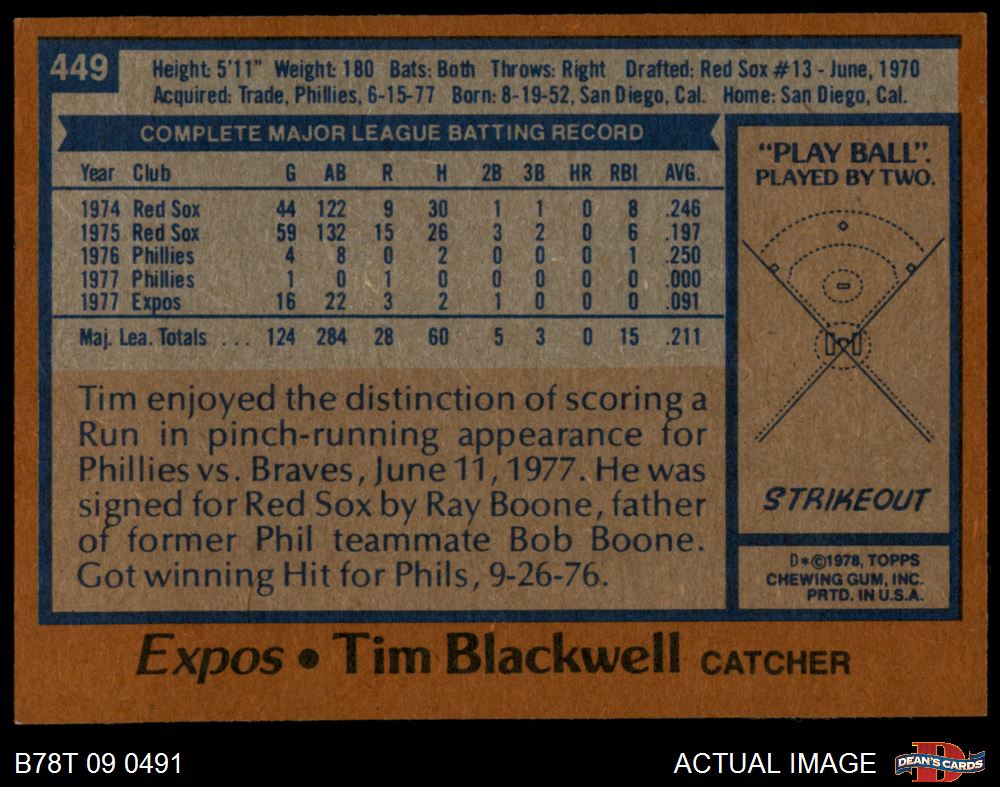 449
Height: 5'11" Weight: 180 Bats: Both Throws: Right Drafted: Red Sox #13 - June, 1970
Acquired: Trade, Phillies, 6-15-77 Born: 8-19-52, San Diego, Cal. Home: San Diego, Cal.
COMPLETE MAJOR LEAGUE BATTING RECORD
Year Club G AB R H 2B 3B HR RBI AVG.
1974 Red Sox 44 122 9 30 1 1 0 8 .246
1975 Red Sox 59 132 15 26 3 2 0 6 .197
1976 Phillies 4 8 0 2 0 0 0 1 .250
1977 Phillies 1 0 1 0 0 0 0 0 .000
1977 Expos 16 22 3 2 1 0 0 0 .091
Maj. Lea. Totals ... 124 284 28 60 5 3 0 15 .211
Tim enjoyed the distinction of scoring a
Run in pinch-running appearance for
Phillies vs. Braves, June 11, 1977. He was
signed for Red Sox by Ray Boone, father
of former Phil teammate Bob Boone.
Got winning Hit for Phils, 9-26-76.
"PLAY BALL".
PLAYED BY TWO.
STRIKEOUT
D*©1978, TOPPS
CHEWING GUM, INC.
PRTD. IN U.S.A.
Expos • Tim Blackwell CATCHER
B78T 09 0491
ACTUAL IMAGE
D
DEAN'S CARDS